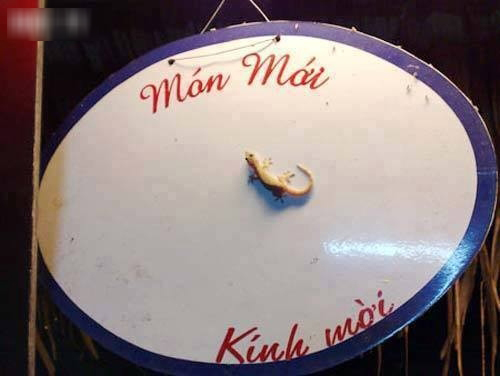 Món Mới
Kính mời